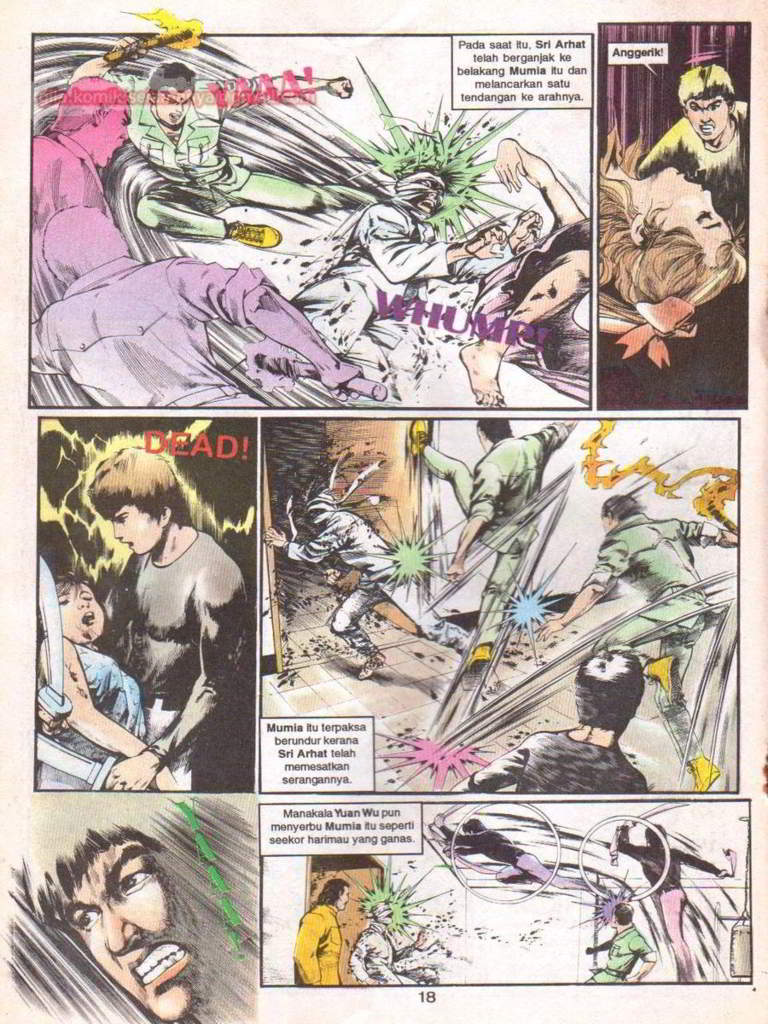 YAAA!
Pada saat itu, Sri Arhat
telah berganjak ke
belakang Mumia itu dan
melancarkan satu
tendangan ke arahnya.
WHUMP!
Anggerik!
DEAD!
Mumia itu terpaksa
berundur kerana
Sri Arhat telah
memesatkan
serangannya.
Manakala Yuan Wu pun
menyerbu Mumia itu seperti
seekor harimau yang ganas.
18